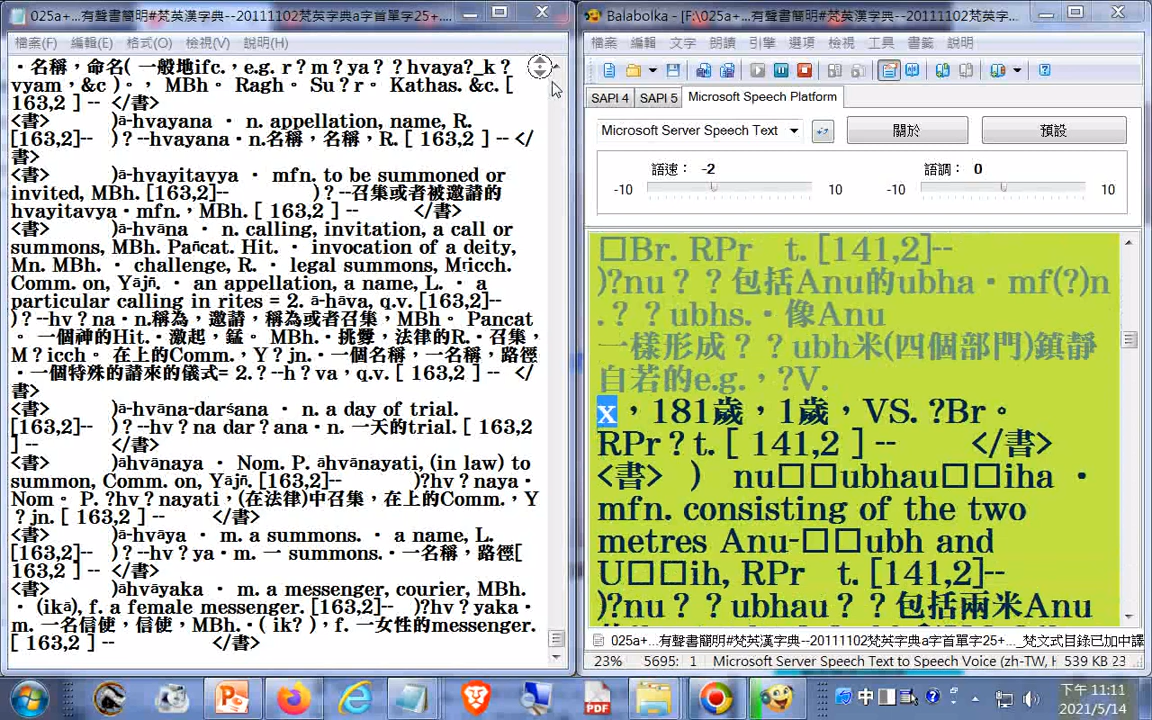 025a+...有聲書簡明#梵英漢字典--20111102梵英字典a字首單字25+...
檔案(F) 編輯(E) 格式(O) 檢視(V) 說明(H)
・名稱，命名( 一般地ifc.，e.g. r？m？ya？？hvaya?_k？
vyam，&c )。， MBh。Ragh。Su？r。Kathas. &c. [
163,2] -- </書>
<書> )ā-hvayana ・ n. appellation, name, R.
[163,2]-- )？--hvayana・n.名稱，名稱，R. [ 163,2 ] -- </
書>
<書> )ā-hvayitavya ・ mfn. to be summoned or
invited, MBh. [163,2]-- )？--召集或者被邀請的
hvayitavya・mfn.，MBh. [ 163,2 ] -- </書>
<書> )ā-hvāna ・ n. calling, invitation, a call or
summons, MBh. Pañcat. Hit. ・ invocation of a deity,
Mn. MBh. ・ challenge, R. ・ legal summons, Mṛicch.
Comm. on, Yājñ. ・ an appellation, a name, L. ・ a
particular calling in rites = 2. ā-hāva, q.v. [163,2]--
)？--hv？na・n.稱為，邀請，稱為或者召集，MBh。Pancat
。一個神的Hit.・激起，錳。 MBh.・挑釁，法律的R.・召集，
M？icch。 在上的Comm.，Y？jn.・一個名稱，一名稱，路徑
・一個特殊的請來的儀式= 2.？--h？va，q.v. [ 163,2 ] -- </
書>
<書> )ā-hvāna-darśana ・ n. a day of trial.
[163,2]-- )？--hv？na dar？ana・n. 一天的trial. [ 163,2
] -- </書>
<書> )āhvānaya ・ Nom. P. āhvānayati, (in law) to
summon, Comm. on, Yājñ. [163,2]-- )?hv？naya・
Nom。 P. ?hv？nayati，(在法律)中召集，在上的Comm.，Y
？jn. [ 163,2 ] -- </書>
<書> )ā-hvāya ・ m. a summons. ・ a name, L.
[163,2]-- )？--hv？ya・m. 一 summons.・一名稱，路徑[
163,2 ] -- </書>
<書> )āhvāyaka ・ m. a messenger, courier, MBh.
・ (ikā), f. a female messenger. [163,2]-- )?hv？yaka・
m. 一名信使，信使，MBh.・( ik？)，f. 一女性的messenger.
[ 163,2 ] -- </書>
Balabolka - [F:\025a+...有聲書簡明#梵英漢字典--20111102梵英字...
檔案 編輯 文字 朗讀 引擎 選項 檢視 工具 書籤 說明
SAPI 4 SAPI 5 Microsoft Speech Platform
Microsoft Server Speech Text 關於 預設
語速： -2 語調： 0
-10 10 -10 10
□Br. RPr t. [141,2]--
)?nu？？包括Anu的ubha・mf(?)n
.？？ubhs.・像Anu
一樣形成？？ubh米(四個部門)鎮靜
自若的e.g.，?V.
x，181歲，1歲，VS. ?Br。
RPr？t. [ 141,2 ] -- </書>
<書> ) nu□□ubhau□□iha ・
mfn. consisting of the two
metres Anu-□□ubh and
U□□ih, RPr t. [141,2]--
)?nu？？ubhau？？包括兩米Anu
025a+...有聲書簡明#梵英漢字典--20111102梵英字典a字首單字25+..._梵文式目錄已加中譯
23% 5695: 1 Microsoft Server Speech Text to Speech Voice (zh-TW, H 539 KB 23
中
下午 11:11
2021/5/14